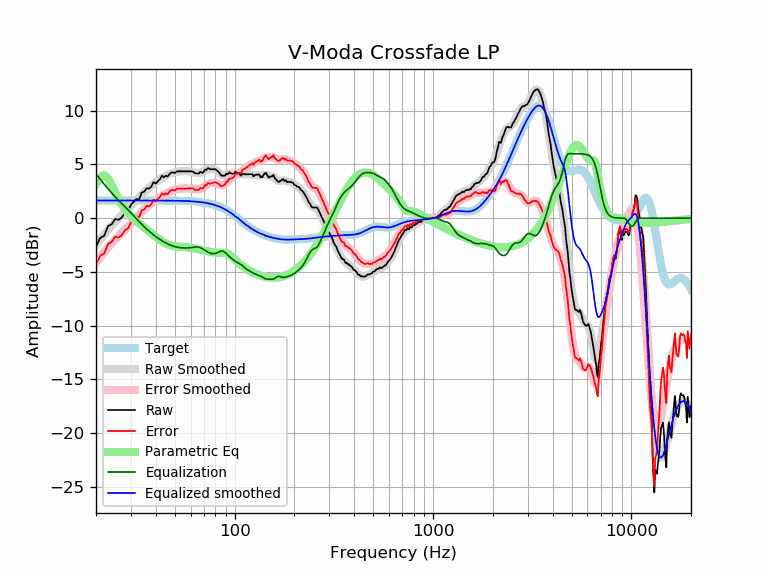 V-Moda Crossfade LP
10
5
0
−5
−10
−15
−20
−25
Amplitude (dBr)
Target
Raw Smoothed
Error Smoothed
Raw
Error
Parametric Eq
Equalization
Equalized smoothed
100 1000 10000
Frequency (Hz)